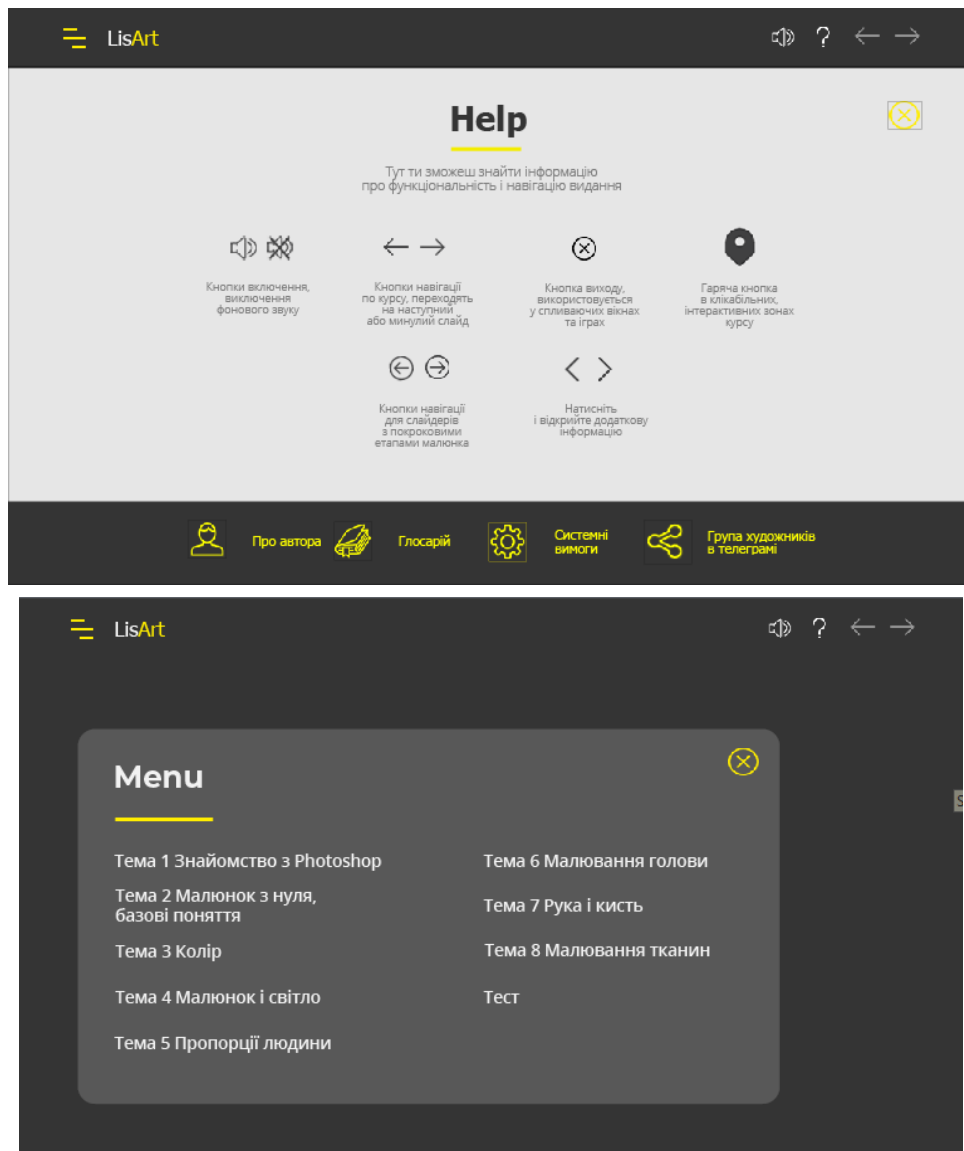 LisArt
?
Help
Тут ти зможеш знайти інформацію
про функціональність і навігацію видання
Кнопки включення,
виключення
фонового звуку
Кнопки навігації
по курсу, переходять
на наступний
або минулий слайд
Кнопка виходу,
використовується
у спливаючих вікнах
та іграх
Гаряча кнопка
в клікабільних,
інтерактивних зонах
курсу
Кнопки навігації
для слайдерів
з покроковими
етапами малюнка
Натисніть
і відкрийте додаткову
інформацію
Про автора
Глосарій
Системні
вимоги
Група художників
в телеграмі
LisArt
?
Menu
Тема 1 Знайомство з Photoshop
Тема 2 Малюнок з нуля,
базові поняття
Тема 3 Колір
Тема 4 Малюнок і світло
Тема 5 Пропорції людини
Тема 6 Малювання голови
Тема 7 Рука і кисть
Тема 8 Малювання тканин
Тест